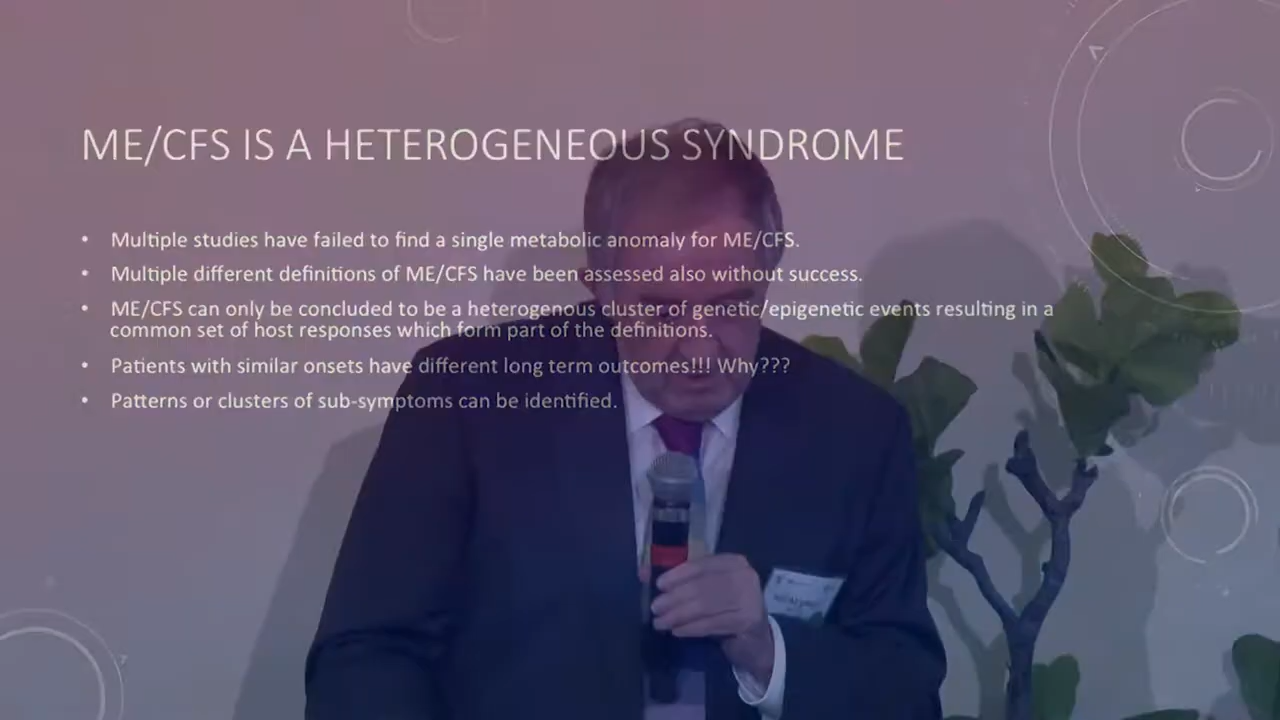 ME/CFS IS A HETEROGENEOUS SYNDROME
• Multiple studies have failed to find a single metabolic anomaly for ME/CFS.
• Multiple different definitions of ME/CFS have been assessed also without success.
• ME/CFS can only be concluded to be a heterogenous cluster of genetic/epigenetic events resulting in a
common set of host responses which form part of the definitions.
• Patients with similar onsets have different long term outcomes!!! Why???
• Patterns or clusters of sub-symptoms can be identified.